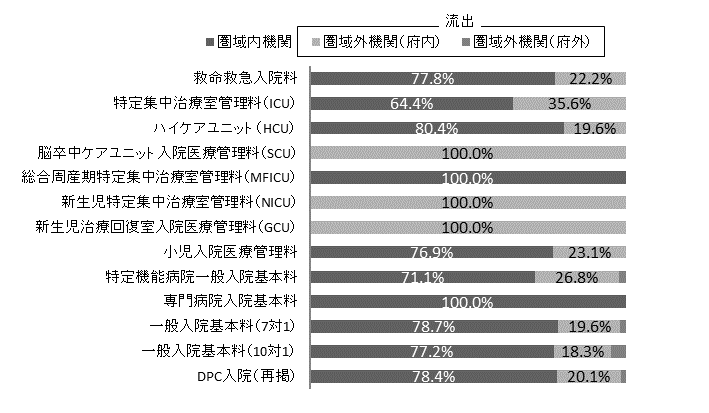 流出
圏域内機関 圏域外機関(府内) 圏域外機関(府外)
救命救急入院料 77.8% 22.2%
特定集中治療室管理料(ICU) 64.4% 35.6%
ハイケアユニット(HCU) 80.4% 19.6%
脳卒中ケアユニット入院医療管理料(SCU) 100.0%
総合周産期特定集中治療室管理料(MFICU) 100.0%
新生児特定集中治療室管理料(NICU) 100.0%
新生児治療回復室入院医療管理料(GCU) 100.0%
小児入院医療管理料 76.9% 23.1%
特定機能病院一般入院基本料 71.1% 26.8%
専門病院入院基本料 100.0%
一般入院基本料(7対1) 78.7% 19.6%
一般入院基本料(10対1) 77.2% 18.3%
DPC入院(再掲) 78.4% 20.1%